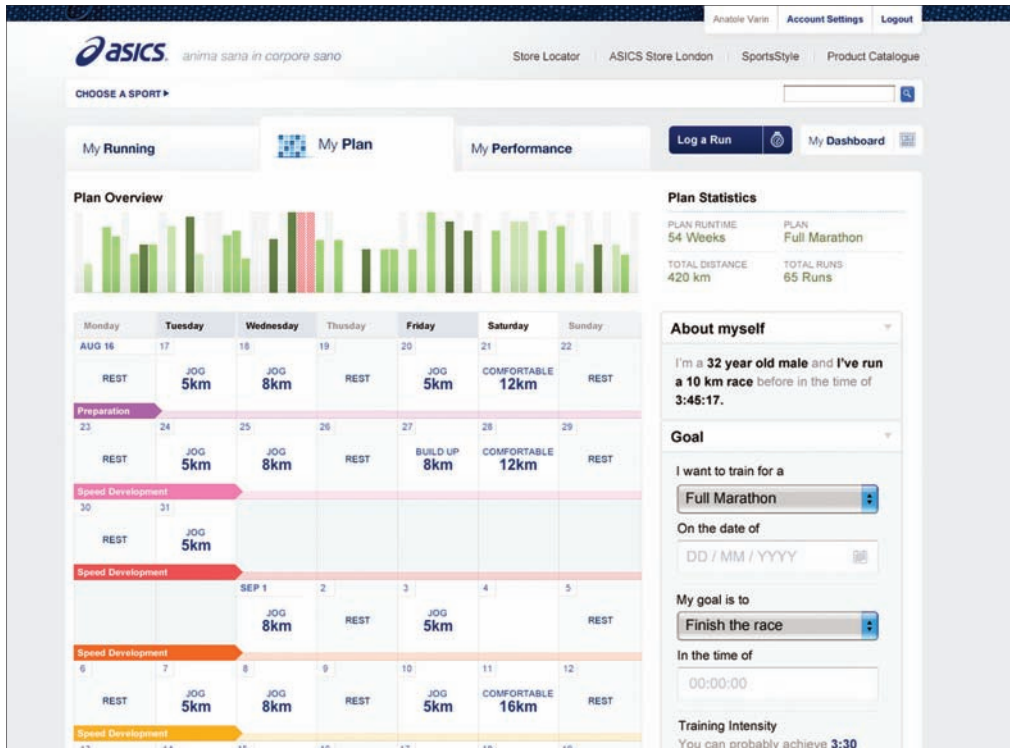 Anatole Varin Account Settings Logout
asics. anima sana in corpore sano
Store Locator ASICS Store London SportsStyle Product Catalogue
CHOOSE A SPORT
My Running My Plan My Performance Log a Run My Dashboard
Plan Overview
Plan Statistics
PLAN RUNTIME PLAN
54 Weeks Full Marathon
TOTAL DISTANCE TOTAL RUNS
420 km 65 Runs
Monday Tuesday Wednesday Thusday Friday Saturday Sunday
AUG 16 17 18 19 20 21 22
REST JOG 5km JOG 8km REST JOG 5km COMFORTABLE 12km REST
Preparation
23 24 25 26 27 28 29
REST JOG 5km JOG 8km REST BUILD UP 8km COMFORTABLE 12km REST
Speed Development
30 31
REST JOG 5km
Speed Development
SEP 1 2 3 4 5
JOG 8km REST JOG 5km REST
Speed Development
6 7 8 9 10 11 12
REST JOG 5km JOG 8km REST JOG 5km COMFORTABLE 16km REST
Speed Development
About myself
I'm a 32 year old male and I've run
a 10 km race before in the time of
3:45:17.
Goal
I want to train for a
Full Marathon
On the date of
DD / MM / YYYY
My goal is to
Finish the race
In the time of
00:00:00
Training Intensity
You can probably achieve 3:30